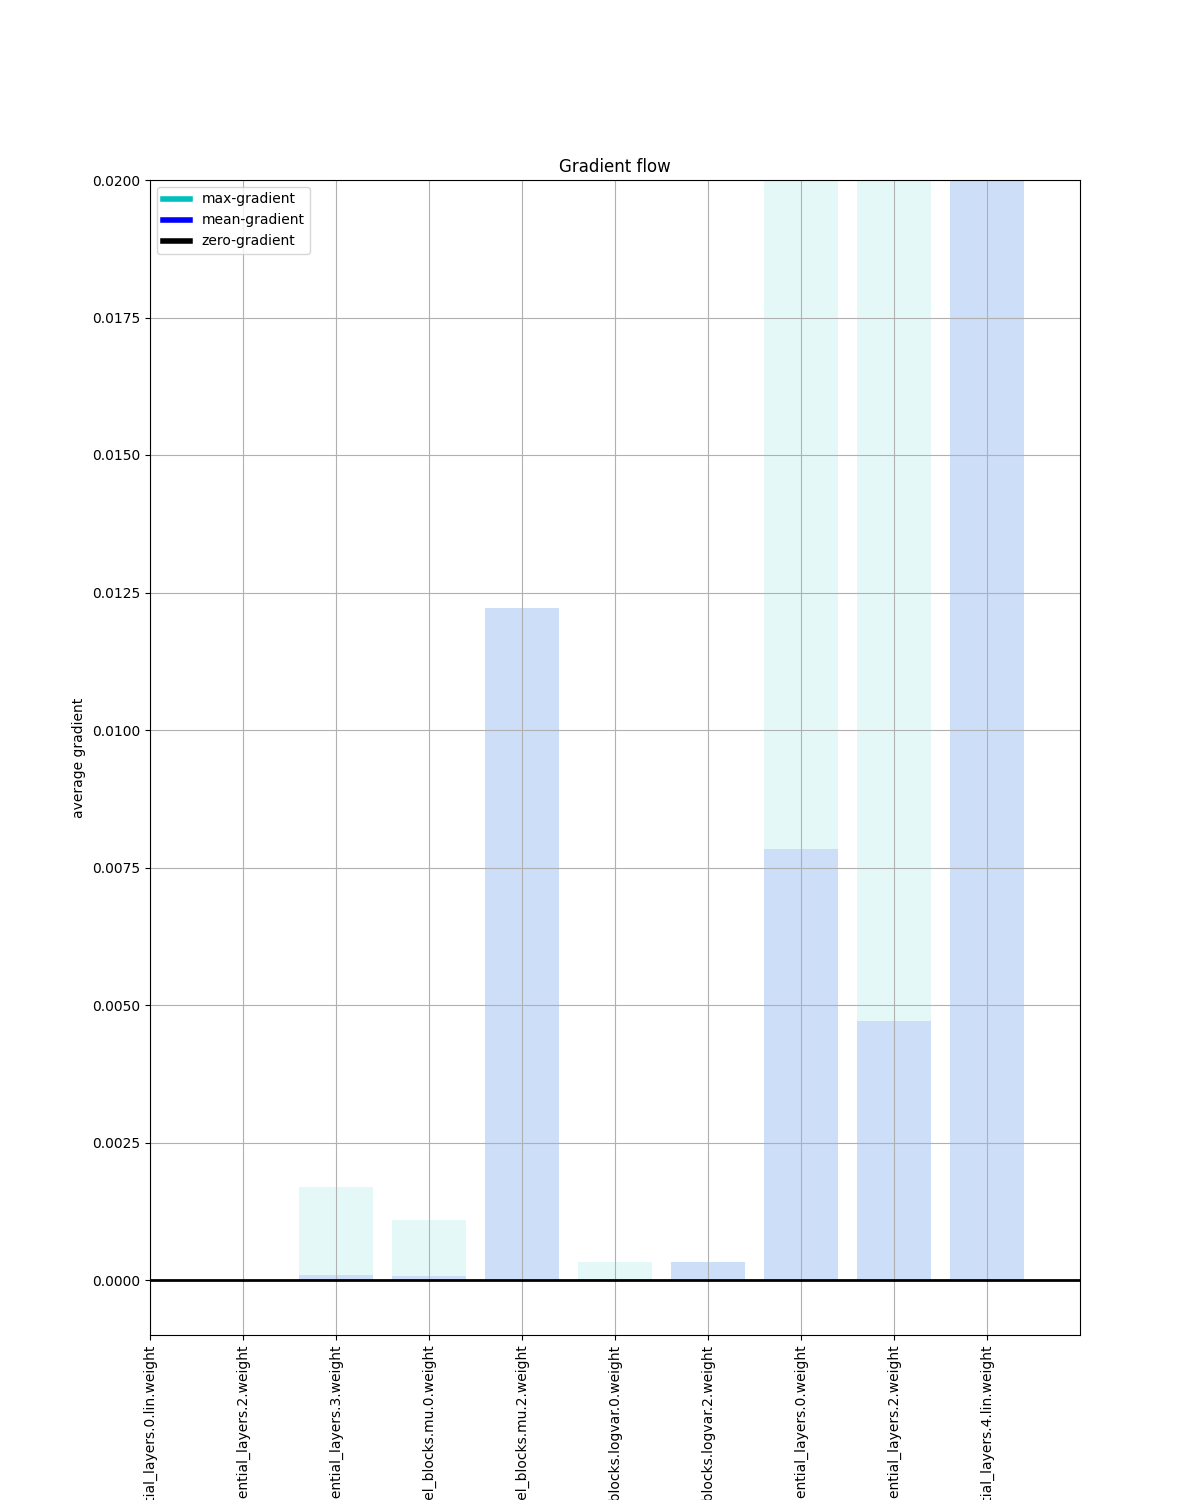 Gradient flow
max-gradient
mean-gradient
zero-gradient
0.0200
0.0175
0.0150
0.0125
0.0100
0.0075
0.0050
0.0025
0.0000
average gradient
tial_layers.0.lin.weight
ential_layers.2.weight
ential_layers.3.weight
el_blocks.mu.0.weight
el_blocks.mu.2.weight
blocks.logvar.0.weight
blocks.logvar.2.weight
ential_layers.0.weight
ential_layers.2.weight
tial_layers.4.lin.weight